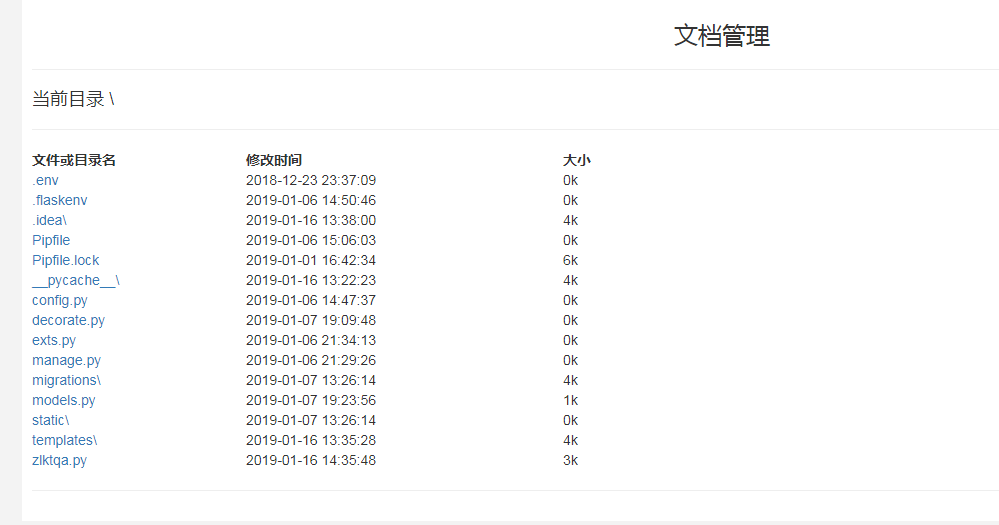 文档管理
当前目录 \
文件或目录名 修改时间 大小
.env 2018-12-23 23:37:09 0k
.flaskenv 2019-01-06 14:50:46 0k
.idea\ 2019-01-16 13:38:00 4k
Pipfile 2019-01-06 15:06:03 0k
Pipfile.lock 2019-01-01 16:42:34 6k
__pycache__\ 2019-01-16 13:22:23 4k
config.py 2019-01-06 14:47:37 0k
decorate.py 2019-01-07 19:09:48 0k
exts.py 2019-01-06 21:34:13 0k
manage.py 2019-01-06 21:29:26 0k
migrations\ 2019-01-07 13:26:14 4k
models.py 2019-01-07 19:23:56 1k
static\ 2019-01-07 13:26:14 0k
templates\ 2019-01-16 13:35:28 4k
zlktqa.py 2019-01-16 14:35:48 3k